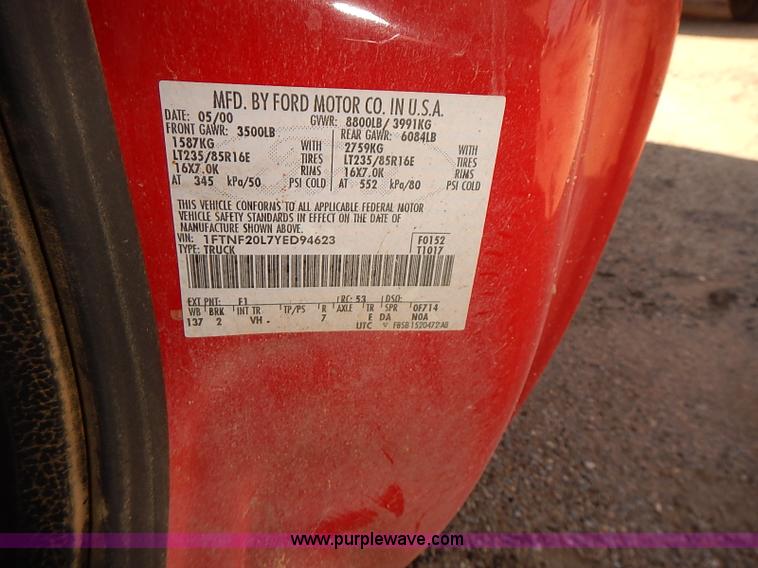 MFD. BY FORD MOTOR CO. IN U.S.A.
DATE: 05/00 GVWR: 8800LB/ 3991KG
FRONT GAWR: 3500LB REAR GAWR: 6084LB
1587KG WITH 2759KG WITH
LT235/85R16E TIRES LT235/85R16E TIRES
16X7.0K RIMS 16X7.0K RIMS
AT 345 kPa/50 PSI COLD AT 552 kPa/80 PSI COLD
THIS VEHICLE CONFORMS TO ALL APPLICABLE FEDERAL MOTOR
VEHICLE SAFETY STANDARDS IN EFFECT ON THE DATE OF
MANUFACTURE SHOWN ABOVE.
VIN: 1FTNF20L7YED94623 F0152
TYPE: TRUCK T1017
EXT PNT: F1 RC: 53 DSO:
WB BRK INT TR TP/PS R AXLE TR SPR 0F714
137 2 VH 7 E DA N0A
UTC
www.purplewave.com